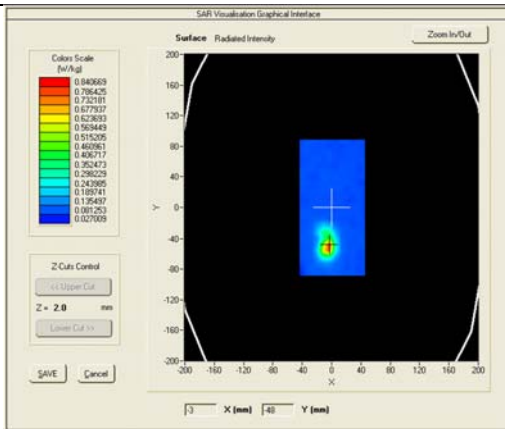 SAR Visualisation Graphical Interface
Surface Radiated Intensity
Zoom In/Out
Colors Scale
(W/kg)
0.840669
0.786425
0.732181
0.677937
0.623693
0.569449
0.515205
0.460961
0.406717
0.352473
0.298229
0.243985
0.189741
0.135497
0.081253
0.027009
200
160
120
80
40
0
-40
-80
-120
-160
-200
Y
-200 -160 -120 -80 -40 0 40 80 120 160 200
X
Z-Cuts Control
<< Upper Cut
Z = 2.0 mm
Lower Cut >>
SAVE Cancel
-3 X (mm) -48 Y (mm)